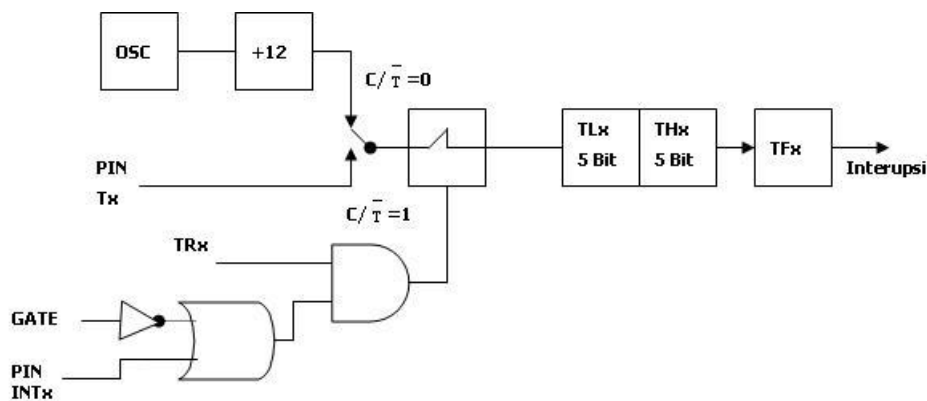 OSC
+12
C/T̅=0
PIN
Tx
C/T̅=1
TLx
5 Bit
THx
5 Bit
TFx
Interupsi
TRx
GATE
PIN
INTx